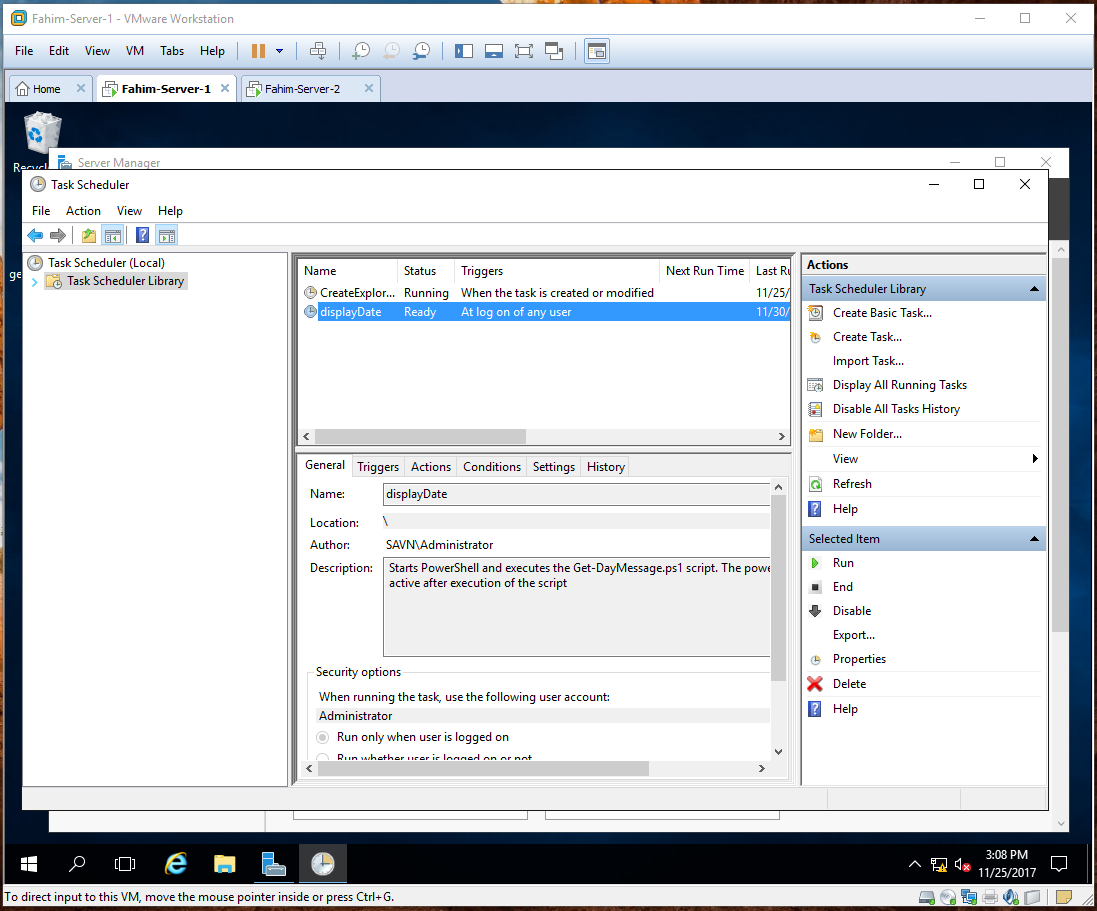 Fahim-Server-1 - VMware Workstation
File Edit View VM Tabs Help
Home Fahim-Server-1 Fahim-Server-2
Server Manager
Task Scheduler
File Action View Help
Task Scheduler (Local)
Task Scheduler Library
Name Status Triggers Next Run Time Last Ru
CreateExplor... Running When the task is created or modified 11/25/
displayDate Ready At log on of any user 11/30/
General Triggers Actions Conditions Settings History
Name: displayDate
Location: \
Author: SAVN\Administrator
Description: Starts PowerShell and executes the Get-DayMessage.ps1 script. The powe
active after execution of the script
Security options
When running the task, use the following user account:
Administrator
Run only when user is logged on
Run whether user is logged on or not
Actions
Task Scheduler Library
Create Basic Task...
Create Task...
Import Task...
Display All Running Tasks
Disable All Tasks History
New Folder...
View
Refresh
Help
Selected Item
Run
End
Disable
Export...
Properties
Delete
Help
3:08 PM
11/25/2017
To direct input to this VM, move the mouse pointer inside or press Ctrl+G.